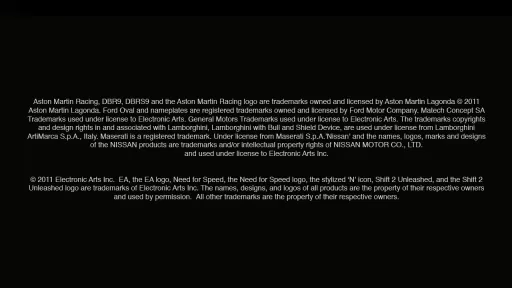 Aston Martin Racing, DBR9, DBRS9 and the Aston Martin Racing logo are trademarks owned and licensed by Aston Martin Lagonda © 2011
Aston Martin Lagonda. Ford Oval and nameplates are registered trademarks owned and licensed by Ford Motor Company. Matech Concept SA
Trademarks used under license to Electronic Arts. General Motors Trademarks used under license to Electronic Arts. The trademarks copyrights
and design rights in and associated with Lamborghini, Lamborghini with Bull and Shield Device, are used under license from Lamborghini
ArtiMarca S.p.A., Italy. Maserati is a registered trademark. Under license from Maserati S.p.A.'Nissan' and the names, logos, marks and designs
of the NISSAN products are trademarks and/or intellectual property rights of NISSAN MOTOR CO., LTD.
and used under license to Electronic Arts Inc.
© 2011 Electronic Arts Inc. EA, the EA logo, Need for Speed, the Need for Speed logo, the stylized 'N' icon, Shift 2 Unleashed, and the Shift 2
Unleashed logo are trademarks of Electronic Arts Inc. The names, designs, and logos of all products are the property of their respective owners
and used by permission. All other trademarks are the property of their respective owners.